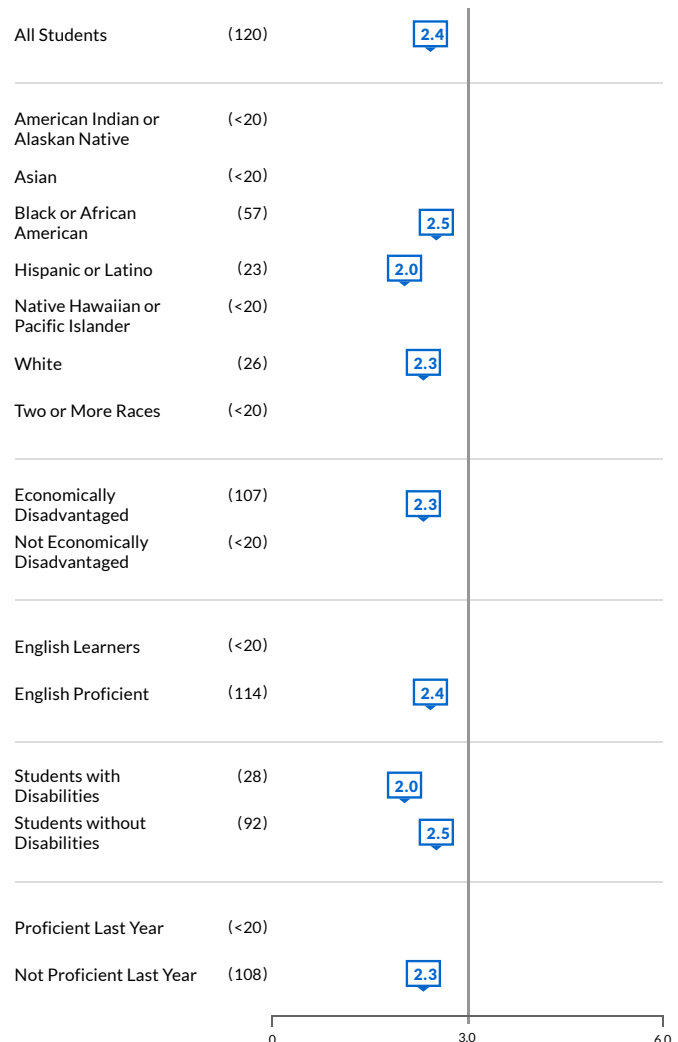 All Students (120) 2.4
American Indian or (<20)
Alaskan Native
Asian (<20)
Black or African (57) 2.5
American
Hispanic or Latino (23) 2.0
Native Hawaiian or (<20)
Pacific Islander
White (26) 2.3
Two or More Races (<20)
Economically (107) 2.3
Disadvantaged
Not Economically (<20)
Disadvantaged
English Learners (<20)
English Proficient (114) 2.4
Students with (28) 2.0
Disabilities
Students without (92) 2.5
Disabilities
Proficient Last Year (<20)
Not Proficient Last Year (108) 2.3
0 3.0 6.0